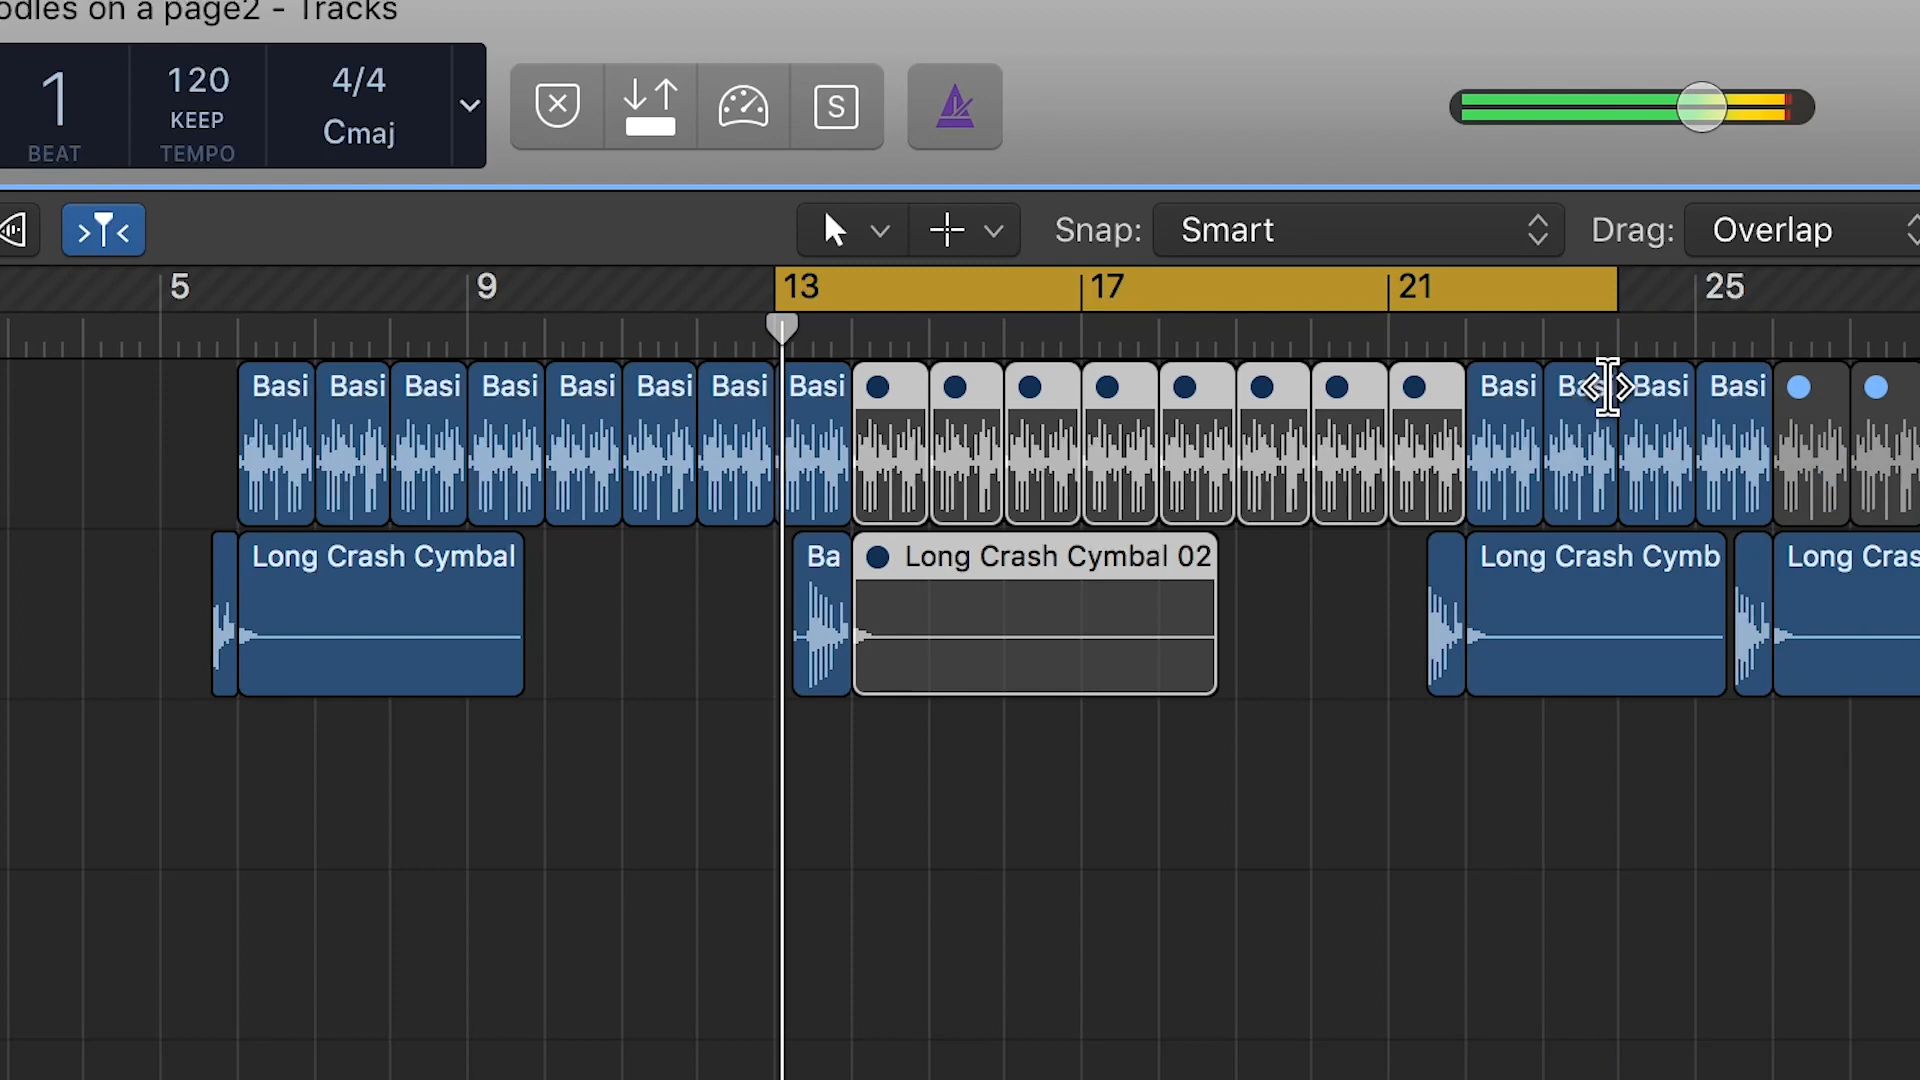 odles on a page2 - Tracks
1
BEAT
120
KEEP
TEMPO
4/4
Cmaj
S
Snap: Smart
Drag: Overlap
5 9 13 17 21 25
Basi Basi Basi Basi Basi Basi Basi Basi Basi Bas Basi Basi
Long Crash Cymbal Ba Long Crash Cymbal 02 Long Crash Cymb Long Cras